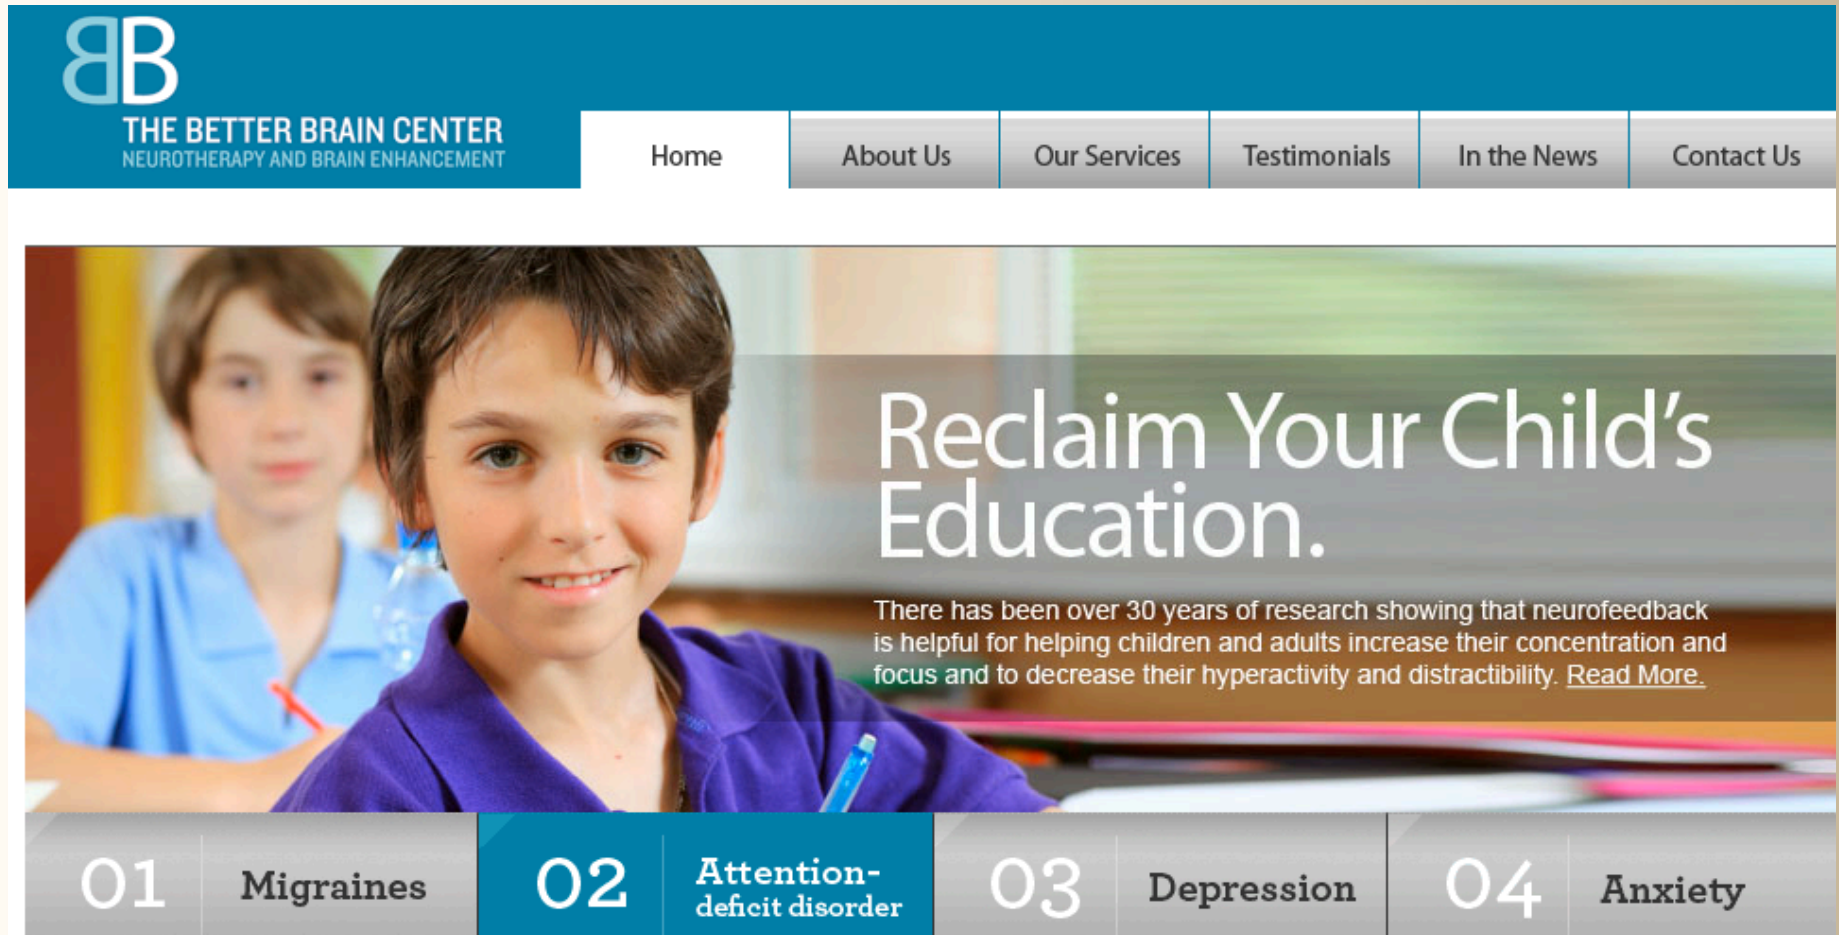 BB
THE BETTER BRAIN CENTER
NEUROTHERAPY AND BRAIN ENHANCEMENT
Home
About Us
Our Services
Testimonials
In the News
Contact Us
Reclaim Your Child's
Education.
There has been over 30 years of research showing that neurofeedback
is helpful for helping children and adults increase their concentration and
focus and to decrease their hyperactivity and distractibility. Read More.
01
Migraines
02
Attention-
deficit disorder
03
Depression
04
Anxiety